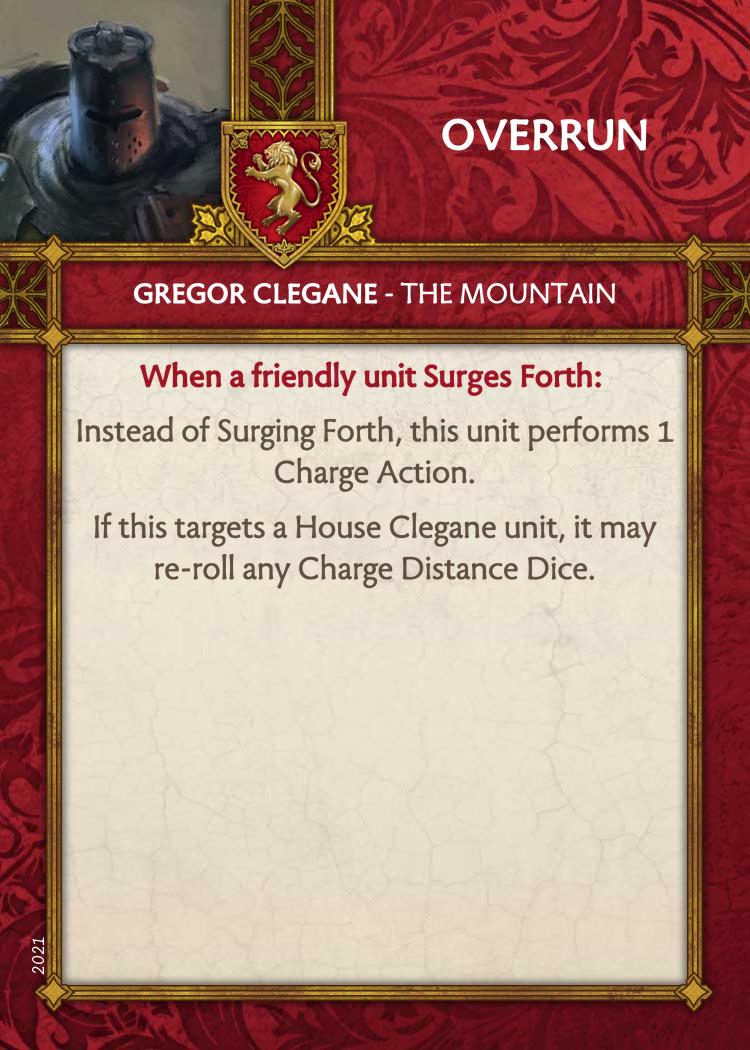 OVERRUN
GREGOR CLEGANE - THE MOUNTAIN
When a friendly unit Surges Forth:
Instead of Surging Forth, this unit performs 1
Charge Action.
If this targets a House Clegane unit, it may
re-roll any Charge Distance Dice.
2021